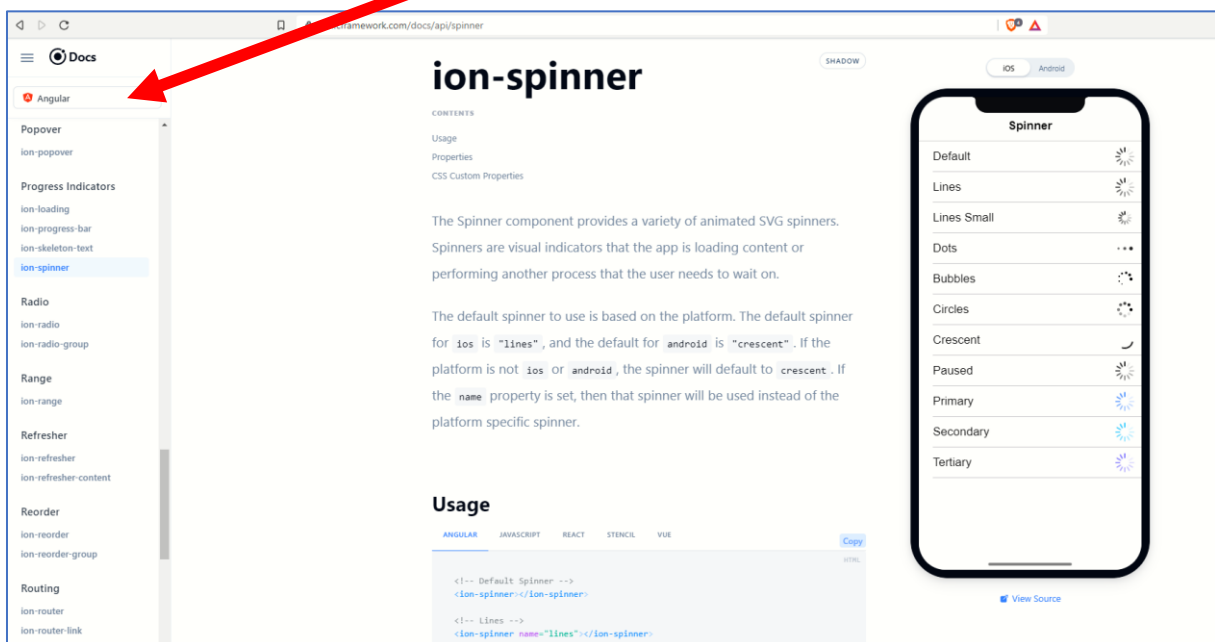 framework.com/docs/api/spinner
Docs
Angular
Popover
ion-popover
Progress Indicators
ion-loading
ion-progress-bar
ion-skeleton-text
ion-spinner
Radio
ion-radio
ion-radio-group
Range
ion-range
Refresher
ion-refresher
ion-refresher-content
Reorder
ion-reorder
ion-reorder-group
Routing
ion-router
ion-router-link
ion-spinner
SHADOW
CONTENTS
Usage
Properties
CSS Custom Properties
The Spinner component provides a variety of animated SVG spinners.
Spinners are visual indicators that the app is loading content or
performing another process that the user needs to wait on.
The default spinner to use is based on the platform. The default spinner
for ios is "lines", and the default for android is "crescent". If the
platform is not ios or android, the spinner will default to crescent. If
the name property is set, then that spinner will be used instead of the
platform specific spinner.
Usage
ANGULAR JAVASCRIPT REACT STENCIL VUE
Copy
HTML
<!-- Default Spinner -->
<ion-spinner></ion-spinner>
<!-- Lines -->
<ion-spinner name="lines"></ion-spinner>
iOS Android
Spinner
Default
Lines
Lines Small
Dots
Bubbles
Circles
Crescent
Paused
Primary
Secondary
Tertiary
View Source